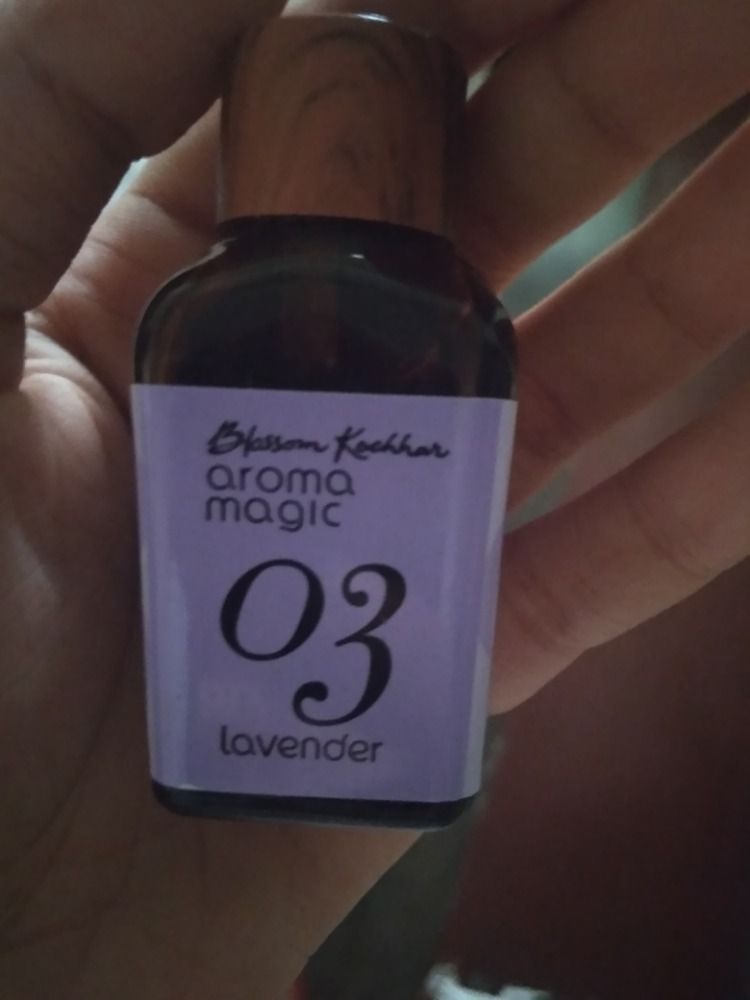 Blossom Kochhar
aroma
magic
03
lavender